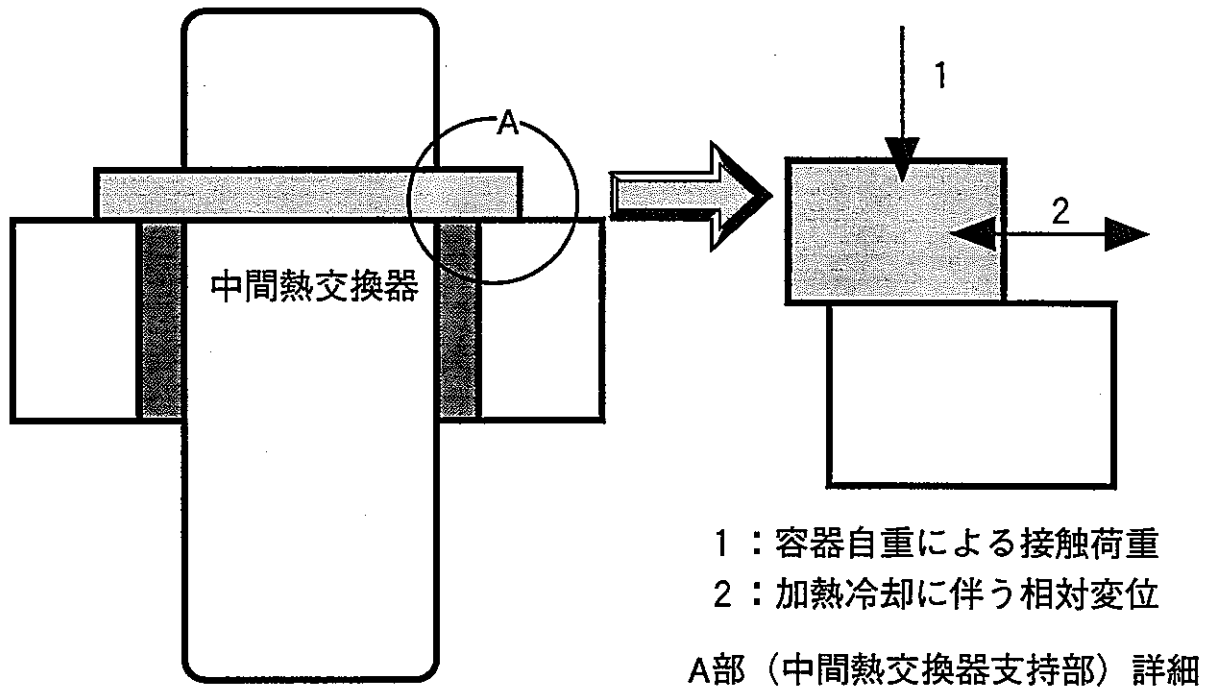 A
中間熱交換器
1
2
1：容器自重による接触荷重
2：加熱冷却に伴う相対変位
A部（中間熱交換器支持部）詳細